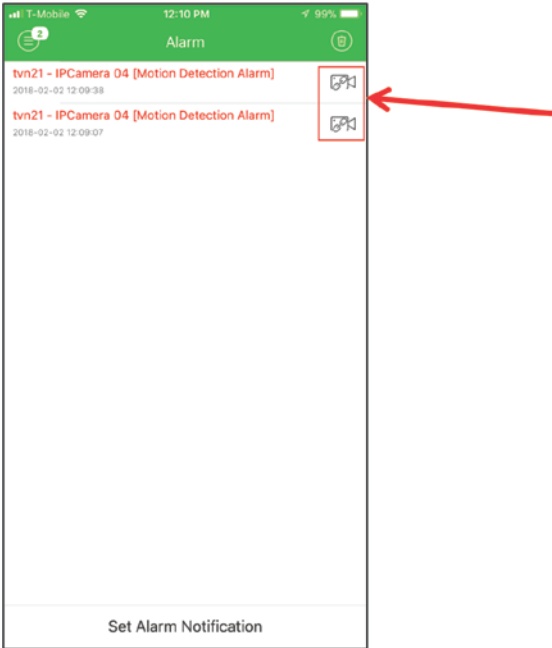 T-Mobile 12:10 PM 99%
2
Alarm
tvn21 - IPCamera 04 [Motion Detection Alarm]
2018-02-02 12:09:38
tvn21 - IPCamera 04 [Motion Detection Alarm]
2018-02-02 12:09:07
Set Alarm Notification